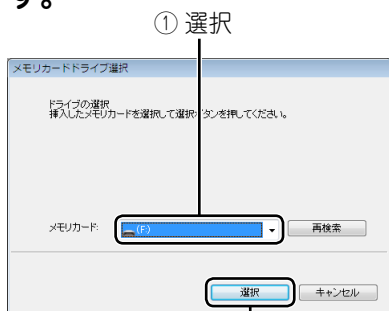 す。
① 選択
メモリカードドライブ選択
ドライブの選択
挿入したメモリカードを選択して選択ボタンを押してください。
メモリカード: (F:) 再検索
選択 キャンセル